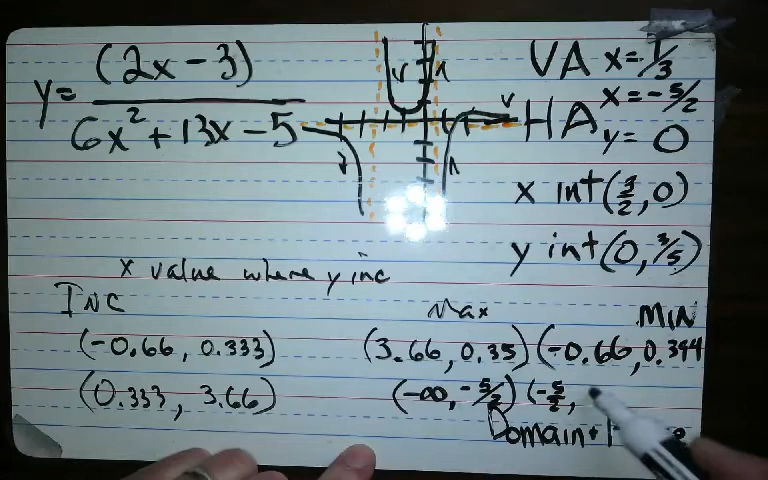 y = (2x - 3) / 6x² + 13x - 5
VA x = 1/3
x = -5/2
HA y = 0
x int (3/2, 0)
y int (0, 3/5)
x value where y inc
INC
Max
MIN
(-0.66, 0.333)
(3.66, 0.35) (-0.66, 0.394
(0.333, 3.66)
(-∞, -5/2) (-5/2,
Domain +